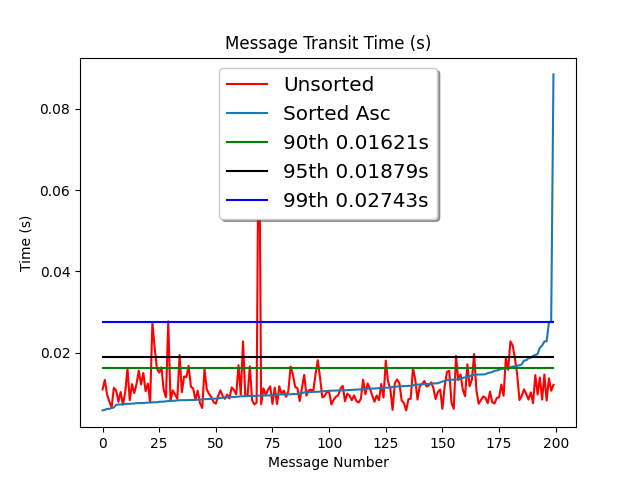 Message Transit Time (s)
Unsorted
Sorted Asc
90th 0.01621s
95th 0.01879s
99th 0.02743s
0.08
0.06
0.04
0.02
Time (s)
0 25 50 75 100 125 150 175 200
Message Number